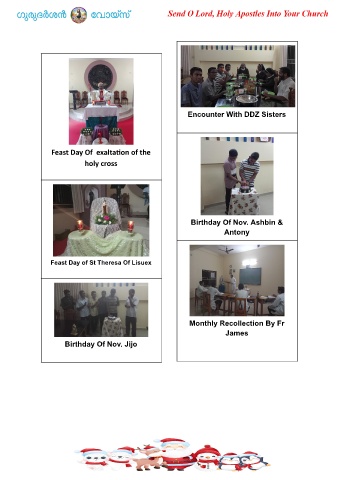 ഗുരുദർശൻ വോയ്സ്
Send O Lord, Holy Apostles Into Your Church
Feast Day Of exaltation of the
holy cross
Feast Day of St Theresa Of Lisuex
Birthday Of Nov. Jijo
Encounter With DDZ Sisters
Birthday Of Nov. Ashbin &
Antony
Monthly Recollection By Fr
James